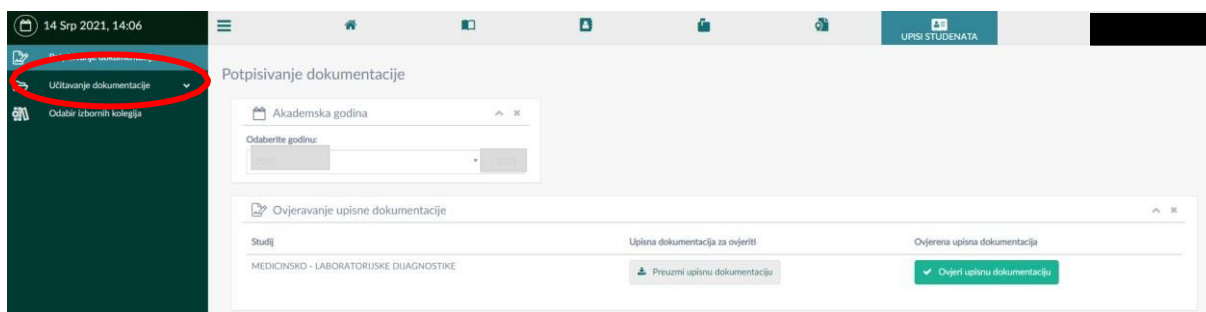 14 Srp 2021, 14:06
UPISI STUDENATA
Učitavanje dokumentacije
Odabir izbornih kolegija
Potpisivanje dokumentacije
Akademska godina
Odaberite godinu:
Ovjeravanje upisne dokumentacije
Studij
Upisna dokumentacija za ovjeriti
Ovjerena upisna dokumentacija
MEDICINSKO - LABORATORIJSKE DIJAGNOSTIKE
Preuzmi upisnu dokumentaciju
Ovjeri upisnu dokumentaciju